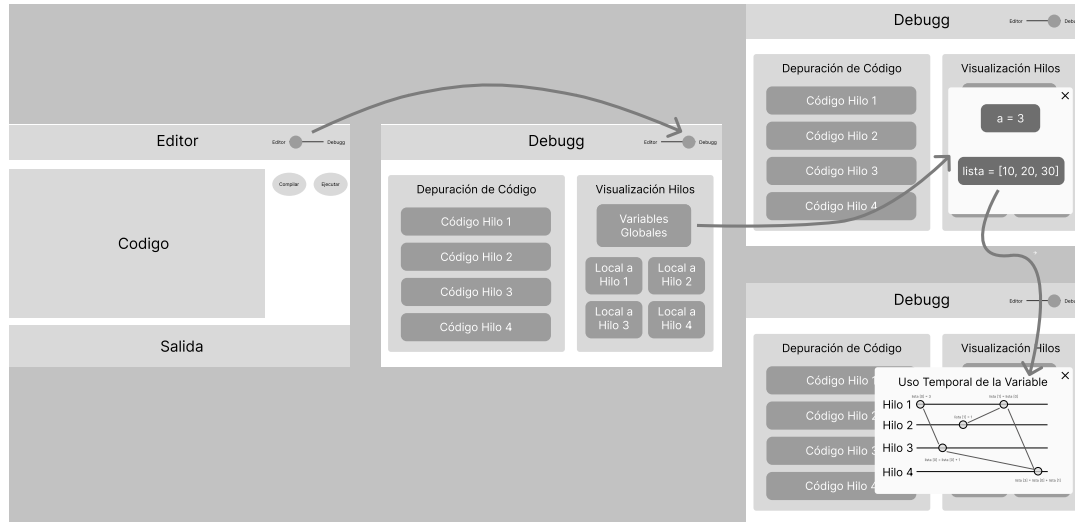 Editor
Editor
Debugg
Compilar
Ejecutar
Codigo
Salida
Debugg
Editor
Debugg
Depuración de Código
Código Hilo 1
Código Hilo 2
Código Hilo 3
Código Hilo 4
Visualización Hilos
Variables
Globales
Local a
Hilo 1
Local a
Hilo 2
Local a
Hilo 3
Local a
Hilo 4
Debugg
Editor
Debu
Depuración de Código
Código Hilo 1
Código Hilo 2
Código Hilo 3
Código Hilo 4
Visualización Hilos
a = 3
lista = [10, 20, 30]
Debugg
Editor
Debu
Depuración de Código
Código Hilo 1
Código Hilo 2
Código Hilo 3
Código Hilo 4
Visualización Hilos
Uso Temporal de la Variable
Hilo 1
Hilo 2
Hilo 3
Hilo 4